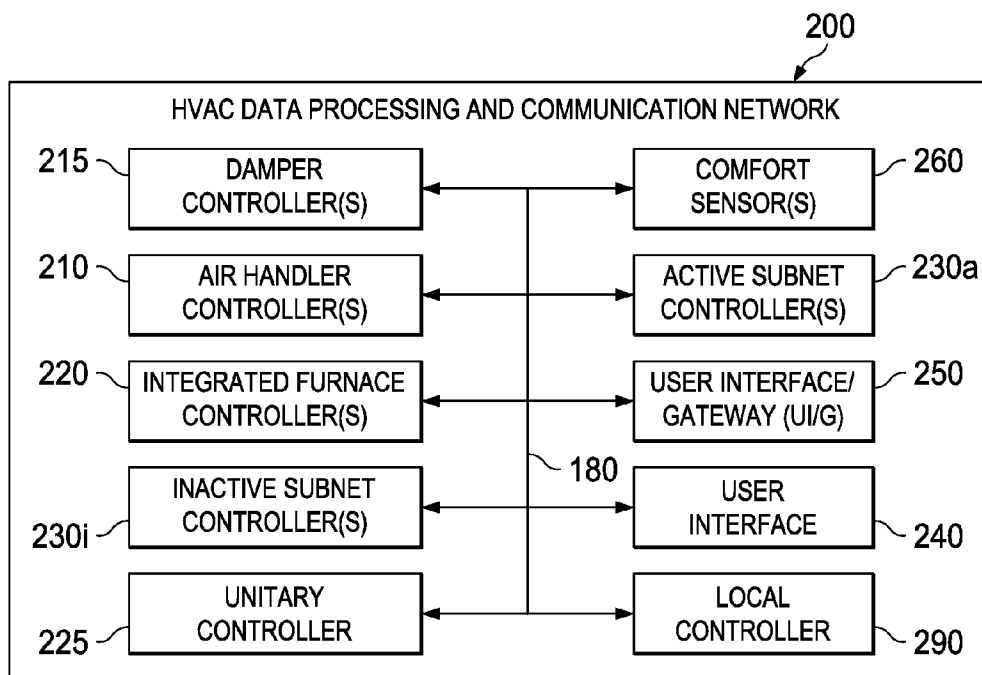 200
HVAC DATA PROCESSING AND COMMUNICATION NETWORK
215
DAMPER
CONTROLLER(S)
COMFORT
SENSOR(S)
260
210
AIR HANDLER
CONTROLLER(S)
ACTIVE SUBNET
CONTROLLER(S)
230a
220
INTEGRATED FURNACE
CONTROLLER(S)
USER INTERFACE/
GATEWAY (UI/G)
250
180
INACTIVE SUBNET
CONTROLLER(S)
230i
USER
INTERFACE
240
UNITARY
CONTROLLER
225
LOCAL
CONTROLLER
290